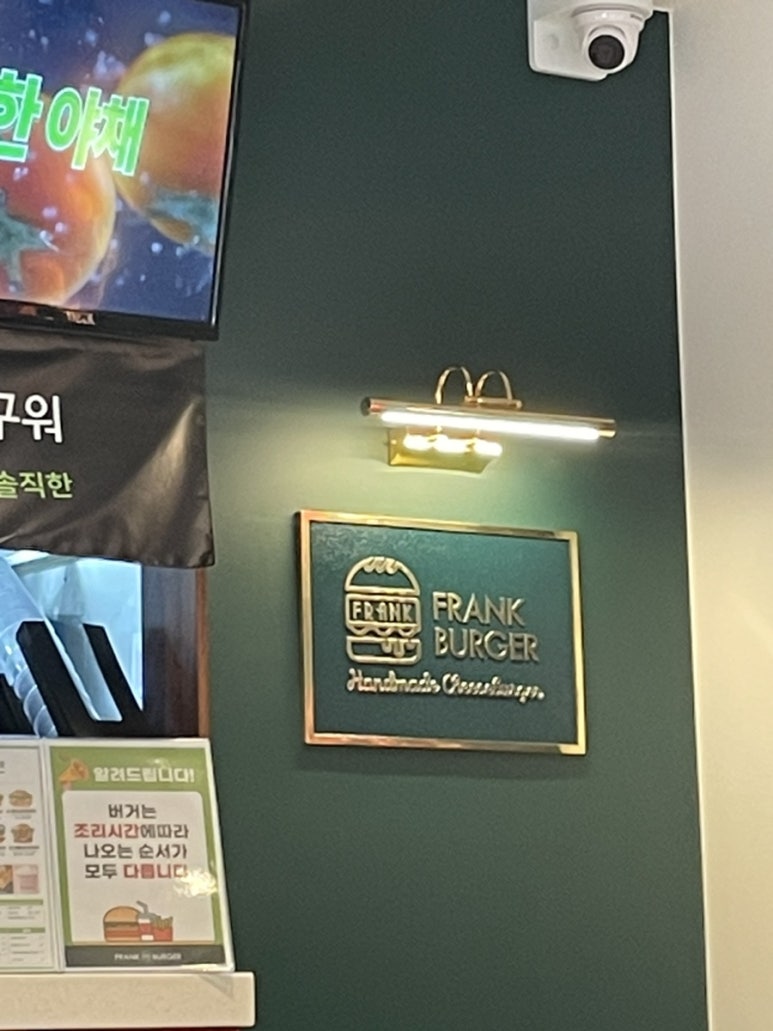 한 야채
구워
솔직한
FRANK
FRANK
BURGER
Handmade Cheeseburger
알려드립니다!
버거는
조리시간에따라
나오는 순서가
모두 다릅니다
FRANK BURGER